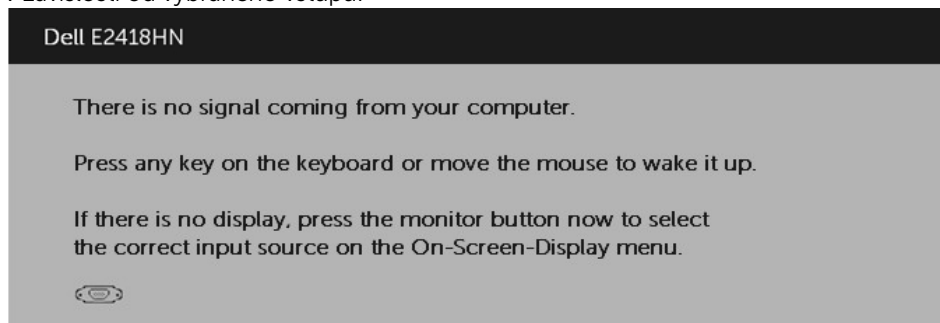 Dell E2418HN
There is no signal coming from your computer.
Press any key on the keyboard or move the mouse to wake it up.
If there is no display, press the monitor button now to select
the correct input source on the On-Screen-Display menu.